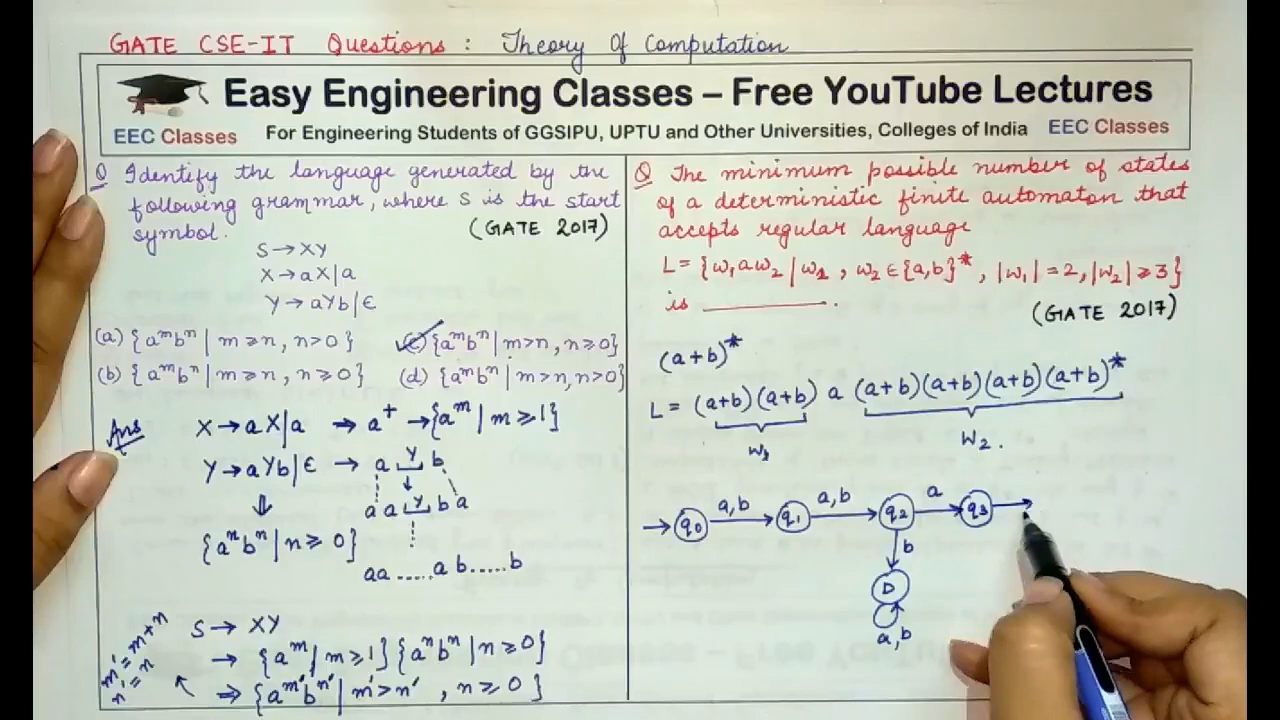 GATE CSE-IT Questions : Theory Of Computation
Easy Engineering Classes – Free YouTube Lectures
EEC Classes For Engineering Students of GGSIPU, UPTU and Other Universities, Colleges of India EEC Classes
Q Identify the language generated by the
following grammar, where S is the start
symbol. (GATE 2017)
S→XY
X→aX|a
Y→aYb|ε
(a) {a^m b^n | m≥n, n>0} (c) {a^m b^n | m>n, n≥0}
(b) {a^m b^n | m≥n, n≥0} (d) {a^m b^n | m>n, n>0}
Ans
X→aX|a ⇒ a^+ → {a^m | m≥1}
Y→aYb|ε → a Y b
⇓
a a Y b a
{a^n b^n | n≥0}
aa.....a b.....b
S→ XY
→ {a^m | m≥1} {a^n b^n | n≥0}
⇒ {a^m' b^n' | m'>n' , n≥0}
m'=m+n
n'=n
Q The minimum possible number of states
of a deterministic finite automaton that
accepts regular language
L={w₁aw₂ | w₁, w₂∈{a,b}*, |w₁|=2, |w₂|≥3}
is ________.
(GATE 2017)
(a+b)*
L = (a+b)(a+b) a (a+b)(a+b)(a+b)(a+b)*
w₁ w₂.
→ q0 a,b q1 a,b q2 a q3 →
b
D
a,b